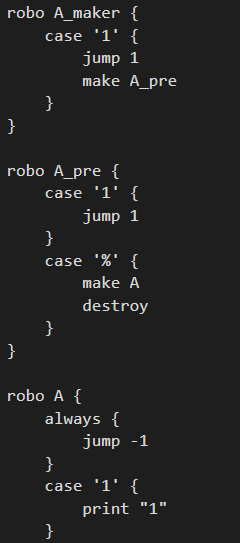 robo A_maker {
    case '1' {
        jump 1
        make A_pre
    }
}

robo A_pre {
    case '1' {
        jump 1
    }
    case '%' {
        make A
        destroy
    }
}

robo A {
    always {
        jump -1
    }
    case '1' {
        print "1"
    }